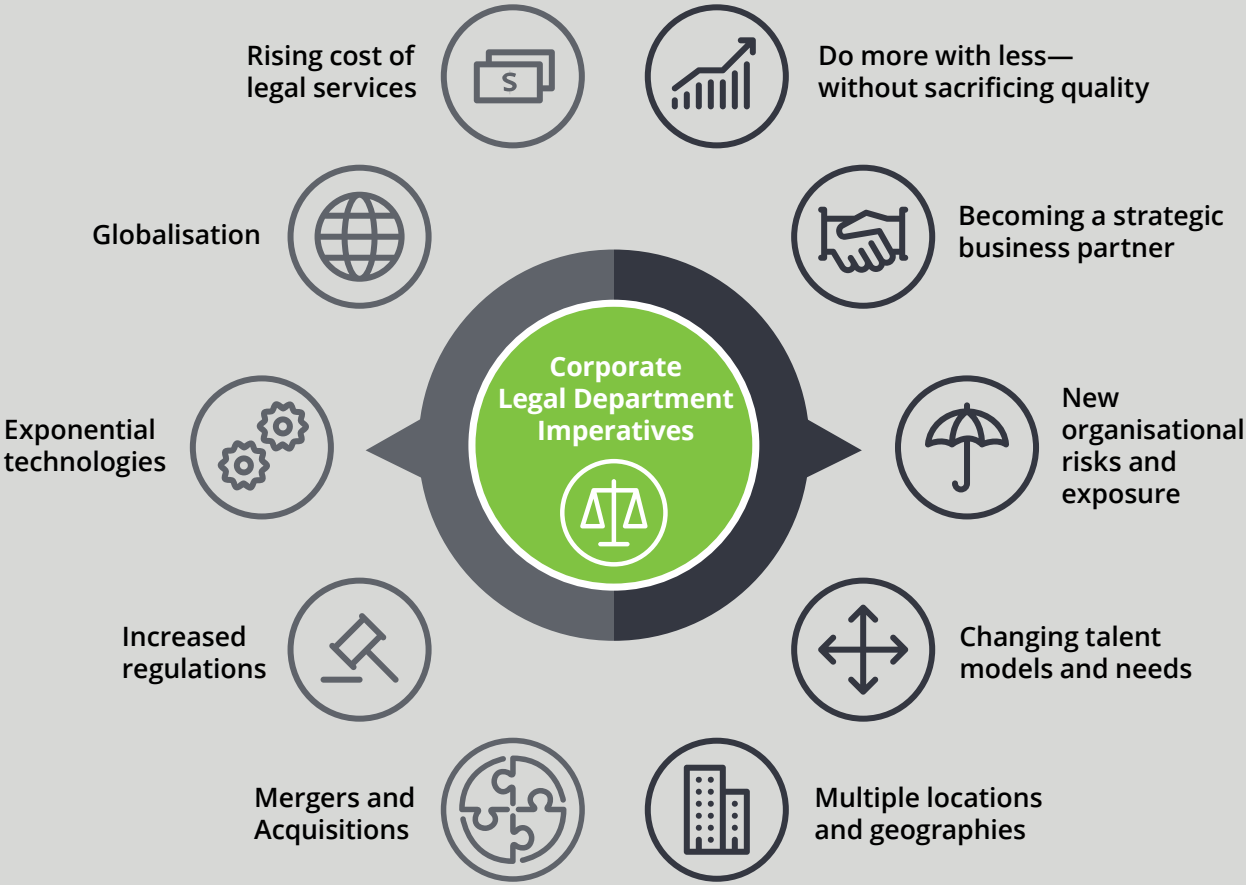 Rising cost of
legal services
Do more with less—
without sacrificing quality
Globalisation
Becoming a strategic
business partner
Corporate
Legal Department
Imperatives
Exponential
technologies
New
organisational
risks and
exposure
Increased
regulations
Changing talent
models and needs
Mergers and
Acquisitions
Multiple locations
and geographies
$